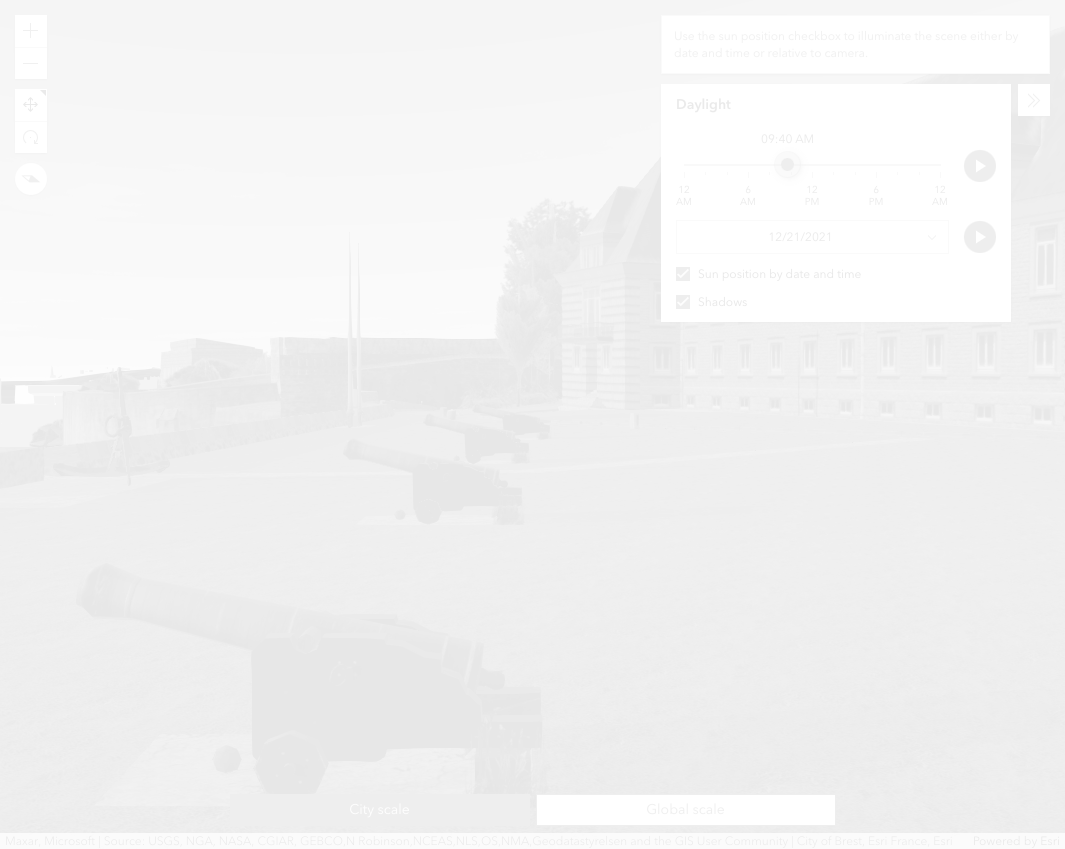 Use the sun position checkbox to illuminate the scene either by
date and time or relative to camera.
Daylight
09:40 AM
12 AM
6 AM
12 PM
6 PM
12 AM
12/21/2021
Sun position by date and time
Shadows
City scale
Global scale
Maxar, Microsoft | Source: USGS, NGA, NASA, CGIAR, GEBCO,N Robinson,NCEAS,NLS,OS,NMA,Geodatastyrelsen and the GIS User Community | City of Brest, Esri France, Esri
Powered by Esri